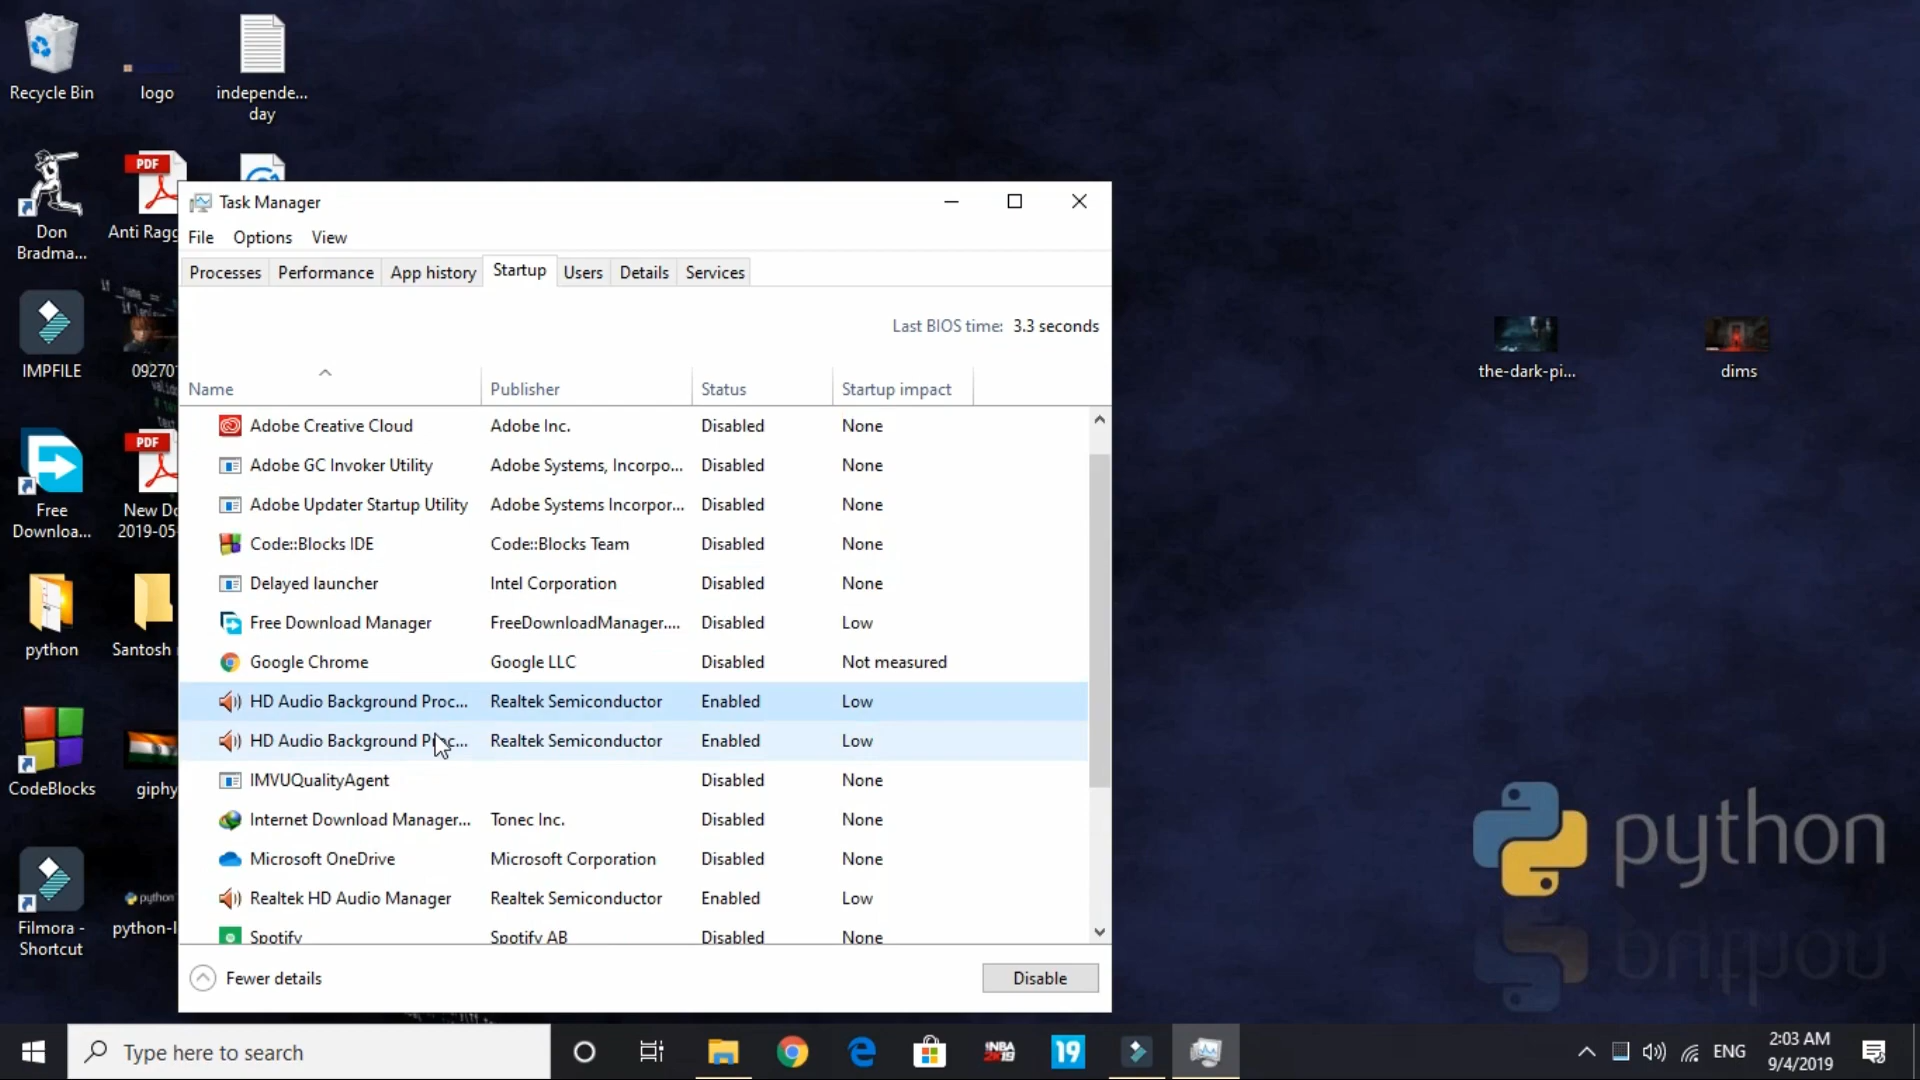 Recycle Bin
logo
independe...
day
Don
Bradma...
PDF
Anti Ragg
IMPFILE
09270
Free
Downloa...
PDF
New Do
2019-05
python
Santosh
CodeBlocks
giphy
Filmora -
Shortcut
python
python-l
the-dark-pi...
dims
Task Manager
File Options View
Processes Performance App history Startup Users Details Services
Last BIOS time: 3.3 seconds
Name Publisher Status Startup impact
Adobe Creative Cloud Adobe Inc. Disabled None
Adobe GC Invoker Utility Adobe Systems, Incorpo... Disabled None
Adobe Updater Startup Utility Adobe Systems Incorpor... Disabled None
Code::Blocks IDE Code::Blocks Team Disabled None
Delayed launcher Intel Corporation Disabled None
Free Download Manager FreeDownloadManager.... Disabled Low
Google Chrome Google LLC Disabled Not measured
HD Audio Background Proc... Realtek Semiconductor Enabled Low
HD Audio Background Proc... Realtek Semiconductor Enabled Low
IMVUQualityAgent Disabled None
Internet Download Manager... Tonec Inc. Disabled None
Microsoft OneDrive Microsoft Corporation Disabled None
Realtek HD Audio Manager Realtek Semiconductor Enabled Low
Spotify Spotify AB Disabled None
Fewer details Disable
python
Type here to search
NBA
2K19
19
ENG
2:03 AM
9/4/2019